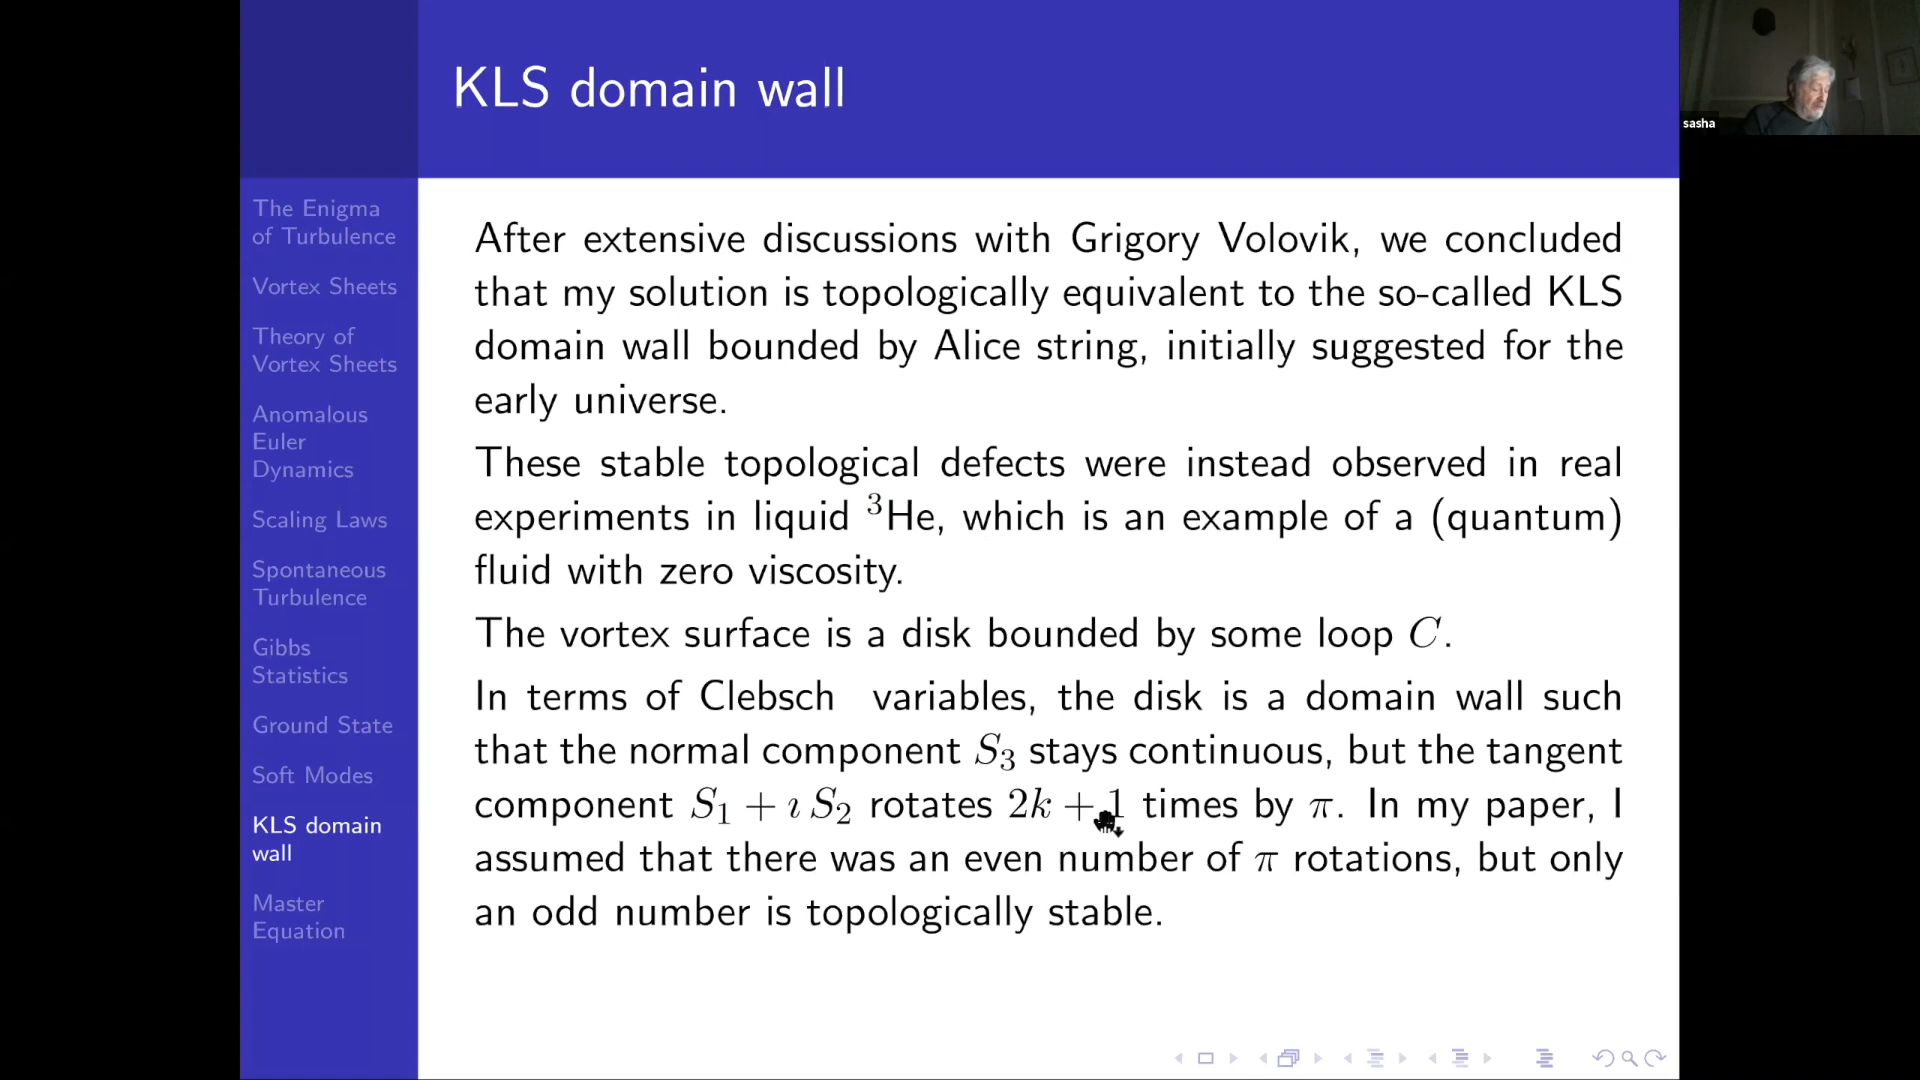 KLS domain wall
sasha
The Enigma
of Turbulence
Vortex Sheets
Theory of
Vortex Sheets
Anomalous
Euler
Dynamics
Scaling Laws
Spontaneous
Turbulence
Gibbs
Statistics
Ground State
Soft Modes
KLS domain
wall
Master
Equation
After extensive discussions with Grigory Volovik, we concluded
that my solution is topologically equivalent to the so-called KLS
domain wall bounded by Alice string, initially suggested for the
early universe.
These stable topological defects were instead observed in real
experiments in liquid ³He, which is an example of a (quantum)
fluid with zero viscosity.
The vortex surface is a disk bounded by some loop C.
In terms of Clebsch variables, the disk is a domain wall such
that the normal component S₃ stays continuous, but the tangent
component S₁ + ı S₂ rotates 2k + 1 times by π. In my paper, I
assumed that there was an even number of π rotations, but only
an odd number is topologically stable.